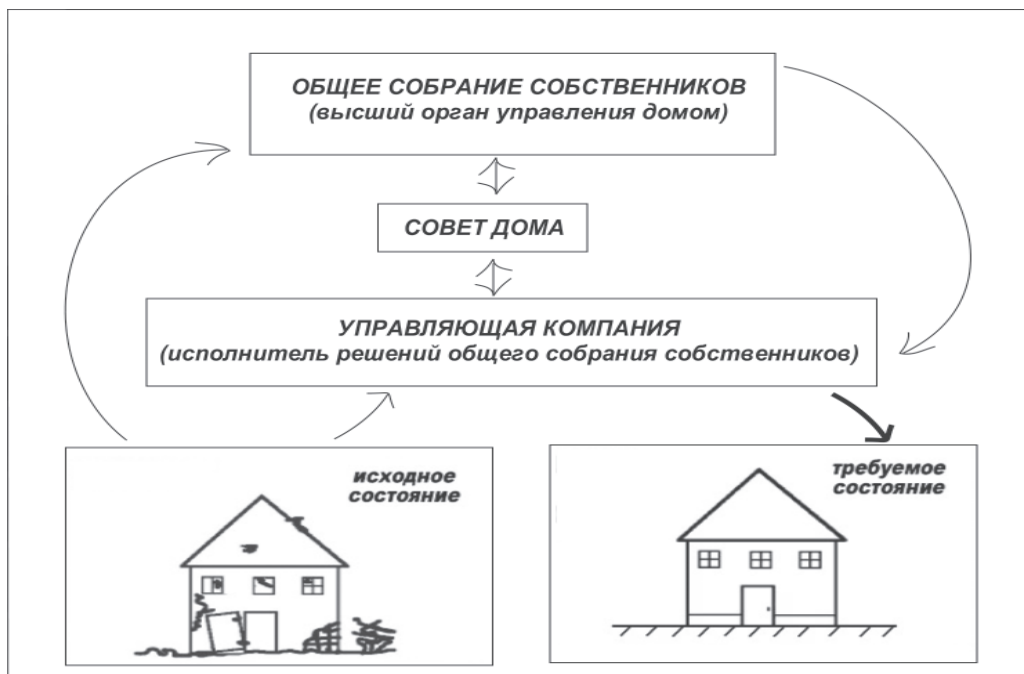 ОБЩЕЕ СОБРАНИЕ СОБСТВЕННИКОВ
(высший орган управления домом)
СОВЕТ ДОМА
УПРАВЛЯЮЩАЯ КОМПАНИЯ
(исполнитель решений общего собрания собственников)
исходное
состояние
требуемое
состояние